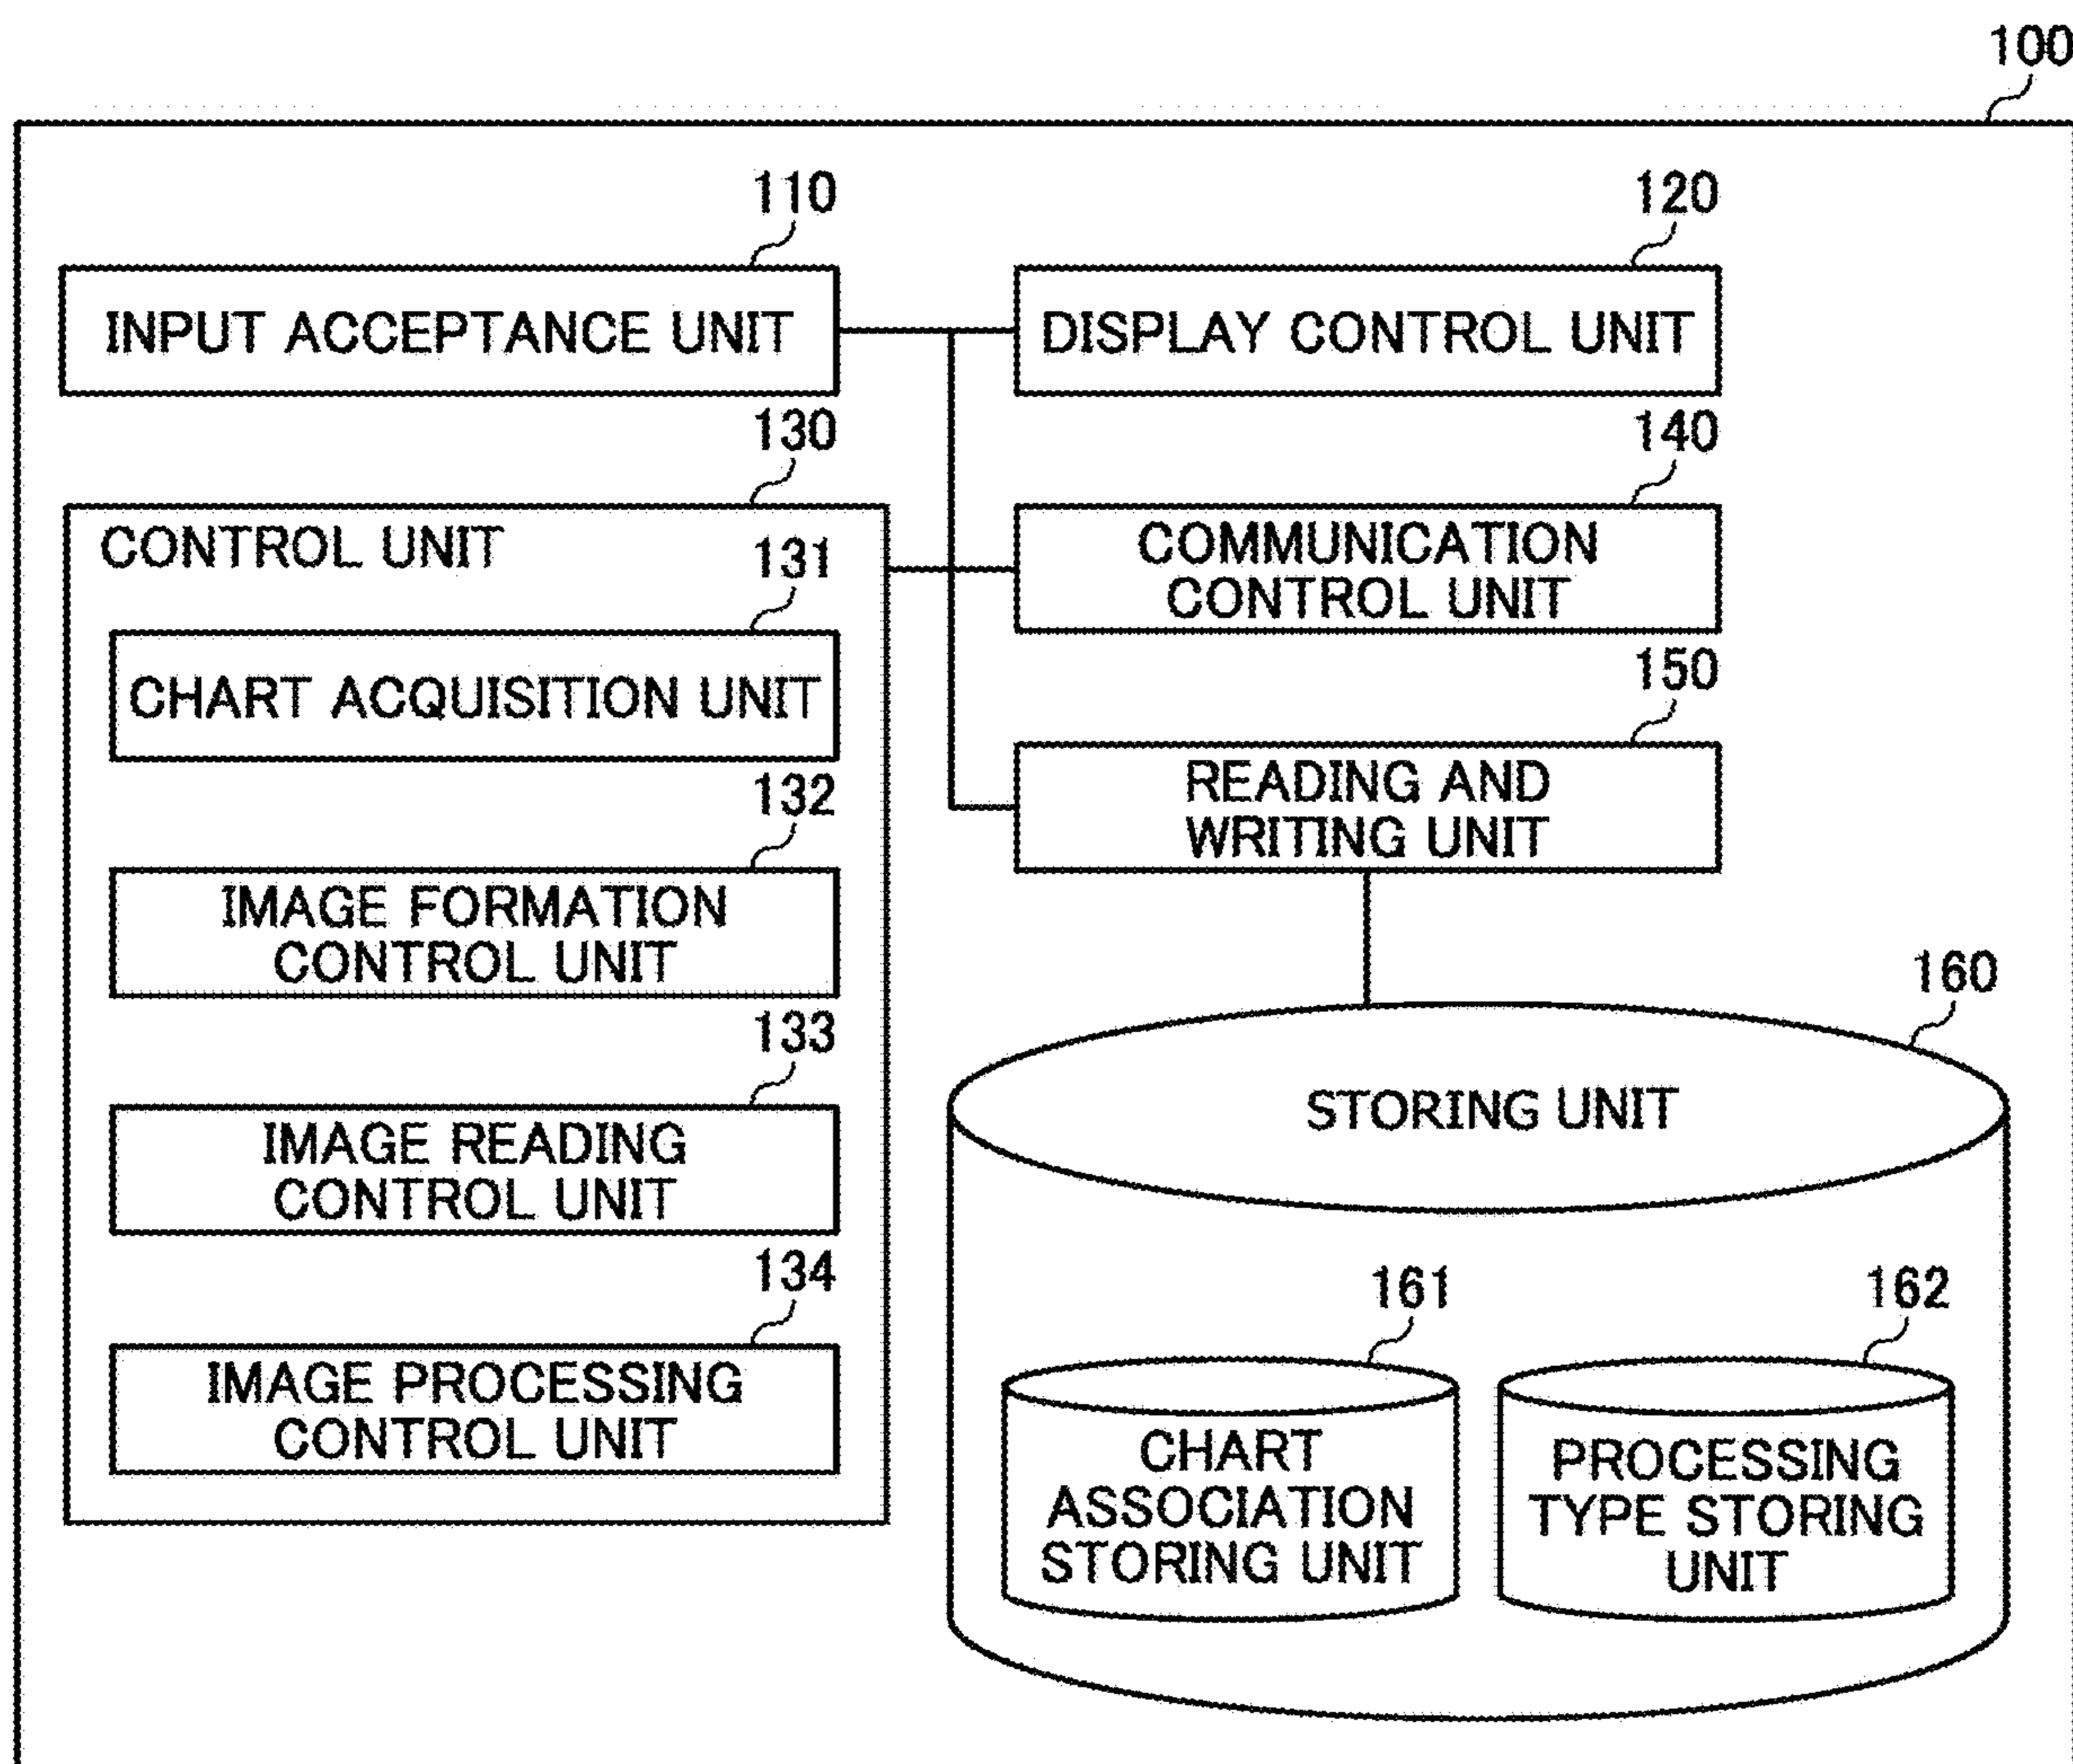 100
110
INPUT ACCEPTANCE UNIT
120
DISPLAY CONTROL UNIT
130
CONTROL UNIT
131
CHART ACQUISITION UNIT
132
IMAGE FORMATION
CONTROL UNIT
133
IMAGE READING
CONTROL UNIT
134
IMAGE PROCESSING
CONTROL UNIT
140
COMMUNICATION
CONTROL UNIT
150
READING AND
WRITING UNIT
160
STORING UNIT
161
CHART
ASSOCIATION
STORING UNIT
162
PROCESSING
TYPE STORING
UNIT